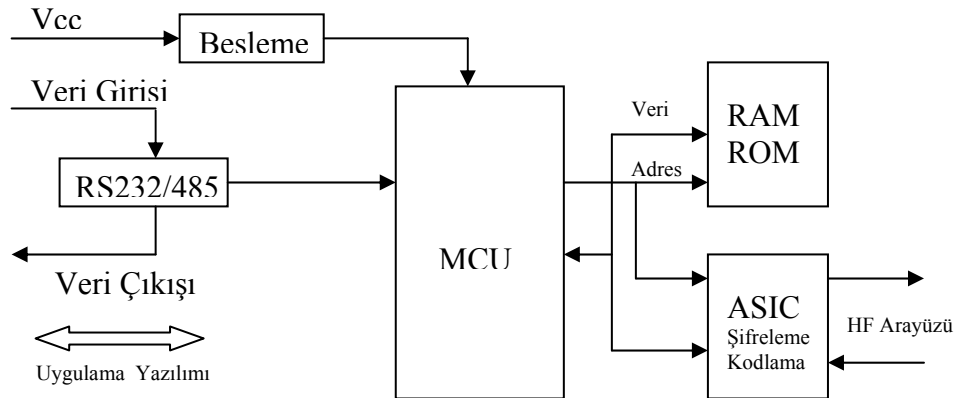 Vcc
Besleme
Veri Girisi
RS232/485
Veri Çıkışı
Uygulama Yazılımı
MCU
Veri
Adres
RAM
ROM
ASIC
Şifreleme
Kodlama
HF Arayüzü